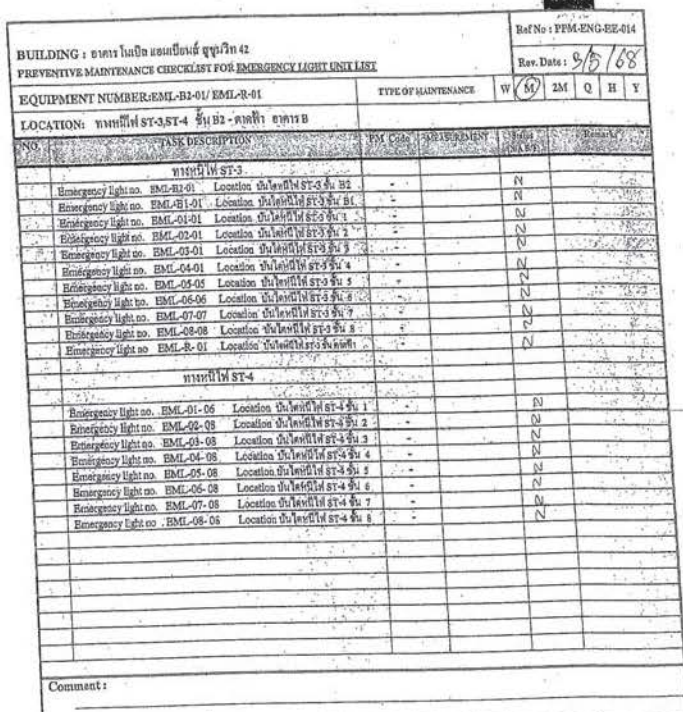 Ref No : PPM-ENG-EE-014
BUILDING : อาคาร โนเบิล แอมเบียนส์ สุขุมวิท 42
Rev. Date : 3/5/68
PREVENTIVE MAINTENANCE CHECKLIST FOR EMERGENCY LIGHT UNIT LIST
EQUIPMENT NUMBER:EML-B2-01/ EML-R-01 TYPE OF MAINTENANCE W M 2M Q H Y
LOCATION: ทางหนีไฟ ST-3,ST-4 ชั้น B2 - ดาดฟ้า อาคาร B
NO. TASK DESCRIPTION PM Code MEASUREMENT Status Remarks
ทางหนีไฟ ST-3
Emergency light no. EML-B2-01 Location บันไดหนีไฟ ST-3 ชั้น B2 - N
Emergency light no. EML-B1-01 Location บันไดหนีไฟ ST-3 ชั้น B1 - N
Emergency light no. EML-01-01 Location บันไดหนีไฟ ST-3 ชั้น 1 - N
Emergency light no. EML-02-01 Location บันไดหนีไฟ ST-3 ชั้น 2 - N
Emergency light no. EML-03-01 Location บันไดหนีไฟ ST-3 ชั้น 3 - N
Emergency light no. EML-04-01 Location บันไดหนีไฟ ST-3 ชั้น 4 - N
Emergency light no. EML-05-05 Location บันไดหนีไฟ ST-3 ชั้น 5 - N
Emergency light no. EML-06-06 Location บันไดหนีไฟ ST-3 ชั้น 6 - N
Emergency light no. EML-07-07 Location บันไดหนีไฟ ST-3 ชั้น 7 - N
Emergency light no. EML-08-08 Location บันไดหนีไฟ ST-3 ชั้น 8 - N
Emergency light no EML-R- 01 Location บันไดหนีไฟ ST-3 ชั้น ดาดฟ้า - N
ทางหนีไฟ ST-4
Emergency light no. EML-01- 06 Location บันไดหนีไฟ ST-4 ชั้น 1 - N
Emergency light no. EML-02- 08 Location บันไดหนีไฟ ST-4 ชั้น 2 - N
Emergency light no. EML-03- 08 Location บันไดหนีไฟ ST-4 ชั้น 3 - N
Emergency light no. EML-04- 08 Location บันไดหนีไฟ ST-4 ชั้น 4 - N
Emergency light no. EML-05- 08 Location บันไดหนีไฟ ST-4 ชั้น 5 - N
Emergency light no. EML-06- 08 Location บันไดหนีไฟ ST-4 ชั้น 6 - N
Emergency light no. EML-07- 08 Location บันไดหนีไฟ ST-4 ชั้น 7 - N
Emergency light no . EML-08- 08 Location บันไดหนีไฟ ST-4 ชั้น 8 - N
Comment :